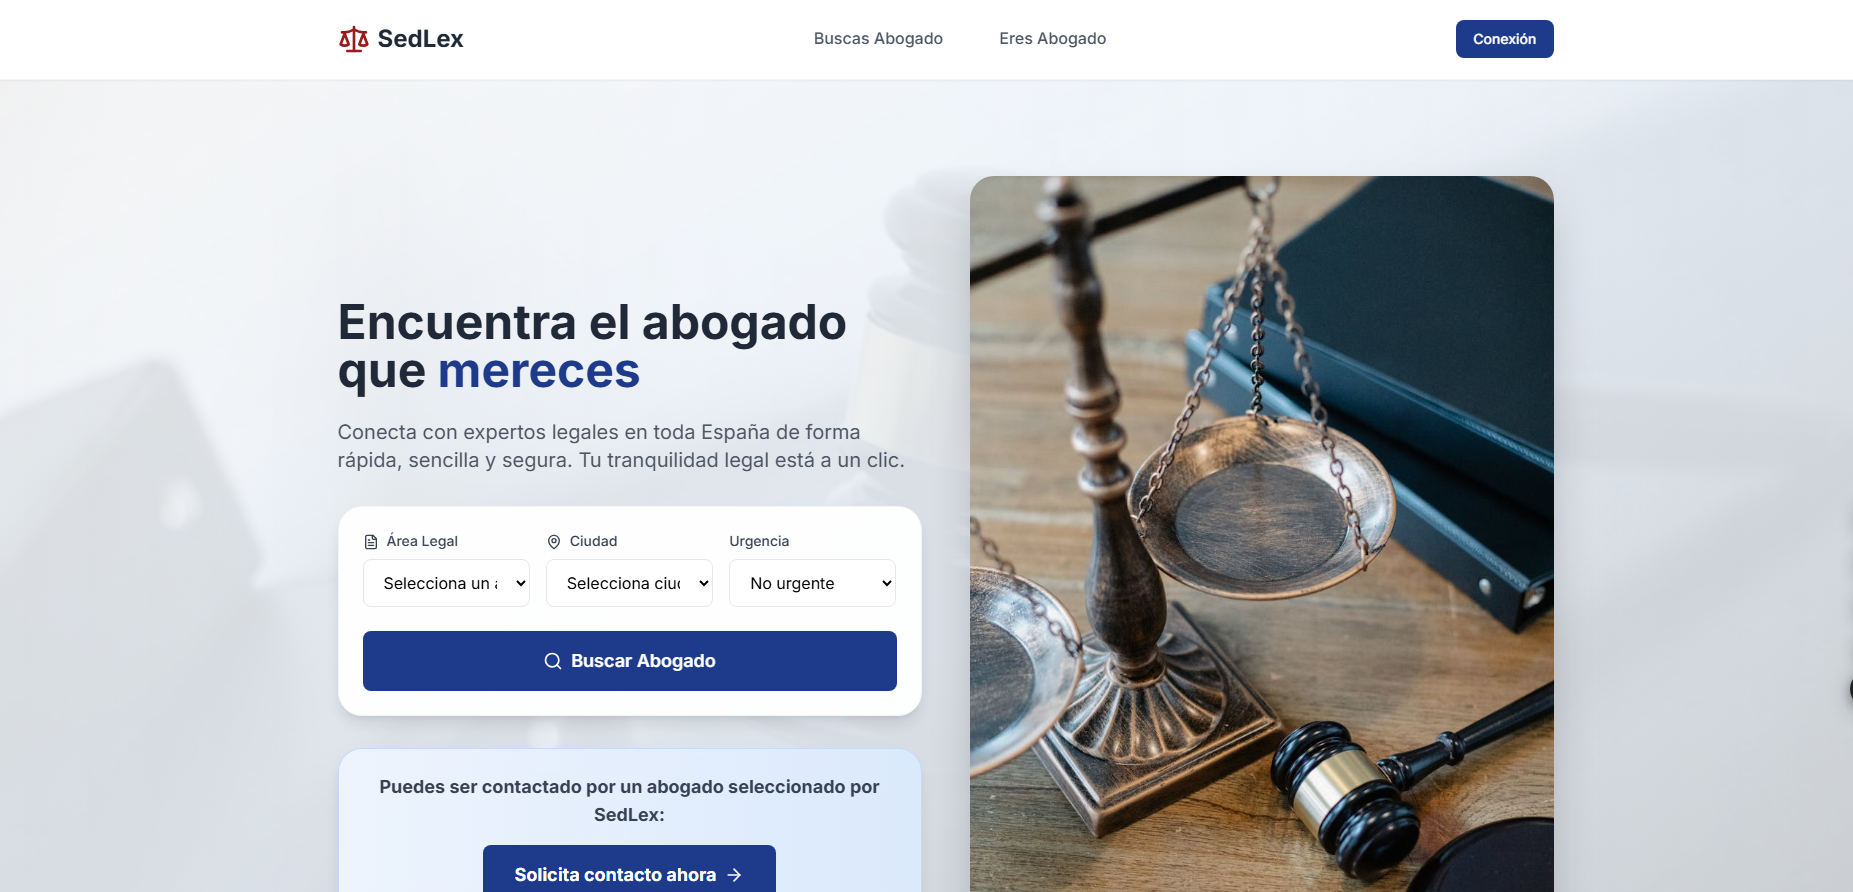 SedLex
Buscas Abogado
Eres Abogado
Conexión
Encuentra el abogado
que mereces
Conecta con expertos legales en toda España de forma
rápida, sencilla y segura. Tu tranquilidad legal está a un clic.
Área Legal
Ciudad
Urgencia
Selecciona un
Selecciona
No urgente
Buscar Abogado
Puedes ser contactado por un abogado seleccionado por
SedLex:
Solicita contacto ahora